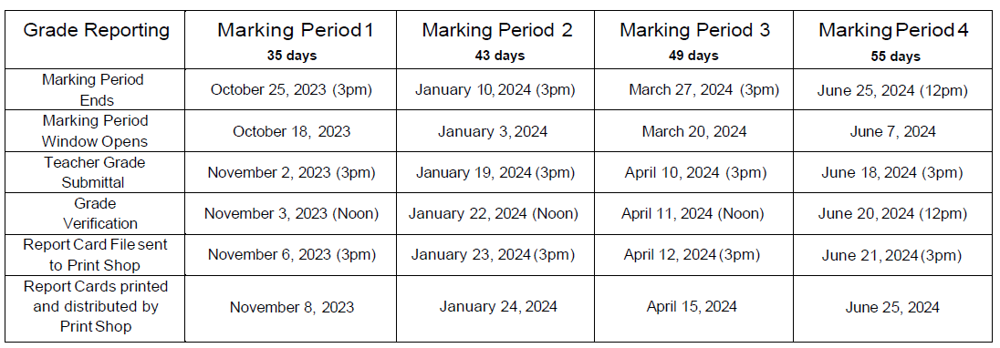 Grade Reporting
Marking Period 1
35 days
Marking Period 2
43 days
Marking Period 3
49 days
Marking Period 4
55 days
Marking Period
Ends
October 25, 2023 (3pm)
January 10, 2024 (3pm)
March 27, 2024 (3pm)
June 25, 2024 (12pm)
Marking Period
Window Opens
October 18, 2023
January 3, 2024
March 20, 2024
June 7, 2024
Teacher Grade
Submittal
November 2, 2023 (3pm)
January 19, 2024 (3pm)
April 10, 2024 (3pm)
June 18, 2024 (3pm)
Grade
Verification
November 3, 2023 (Noon)
January 22, 2024 (Noon)
April 11, 2024 (Noon)
June 20, 2024 (12pm)
Report Card File sent
to Print Shop
November 6, 2023 (3pm)
January 23, 2024 (3pm)
April 12, 2024 (3pm)
June 21, 2024 (3pm)
Report Cards printed
and distributed by
Print Shop
November 8, 2023
January 24, 2024
April 15, 2024
June 25, 2024